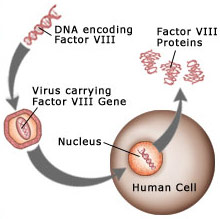 DNA encoding
Factor VIII
Factor VIII
Proteins
Virus carrying
Factor VIII Gene
Nucleus
Human Cell